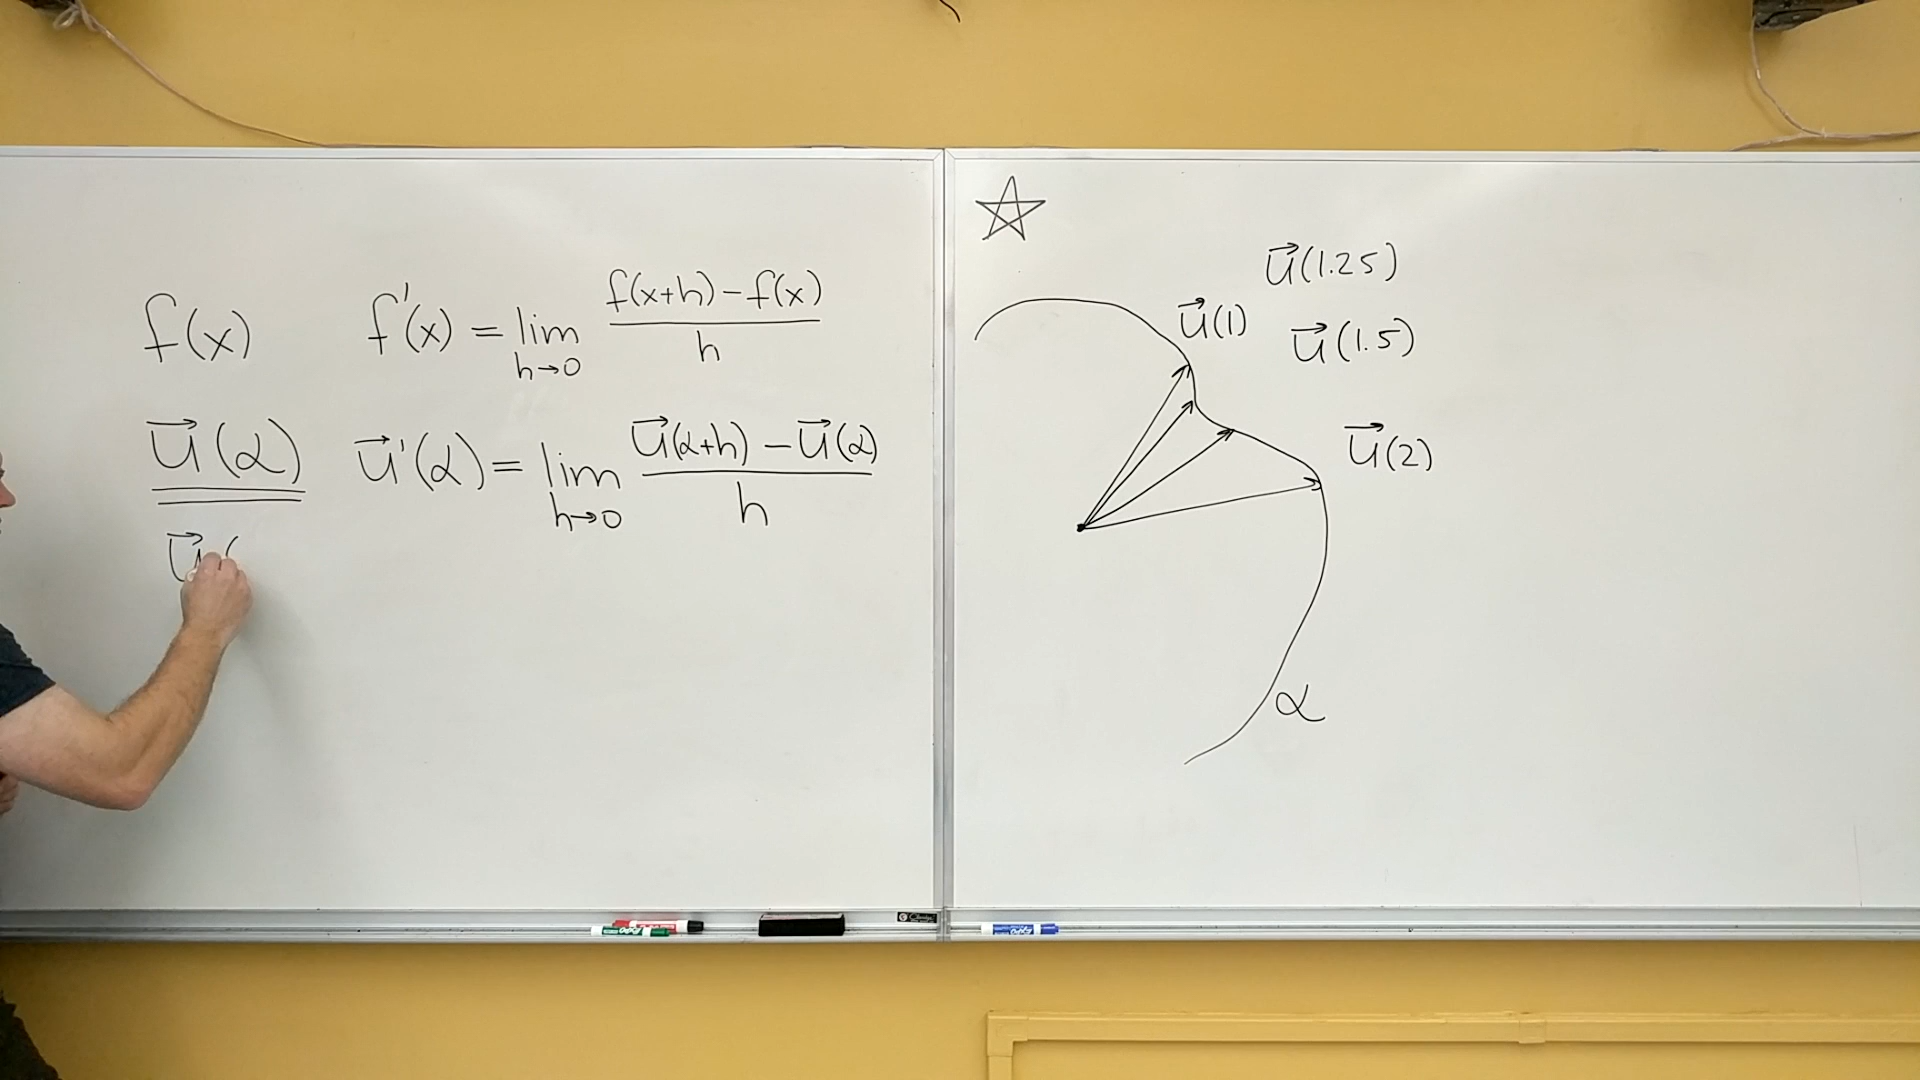 f(x) f'(x) = lim h→0 f(x+h) - f(x) / h
u⃗(α) u⃗'(α) = lim h→0 u⃗(α+h) - u⃗(α) / h
u⃗(
u⃗(1.25)
u⃗(1)
u⃗(1.5)
u⃗(2)
α